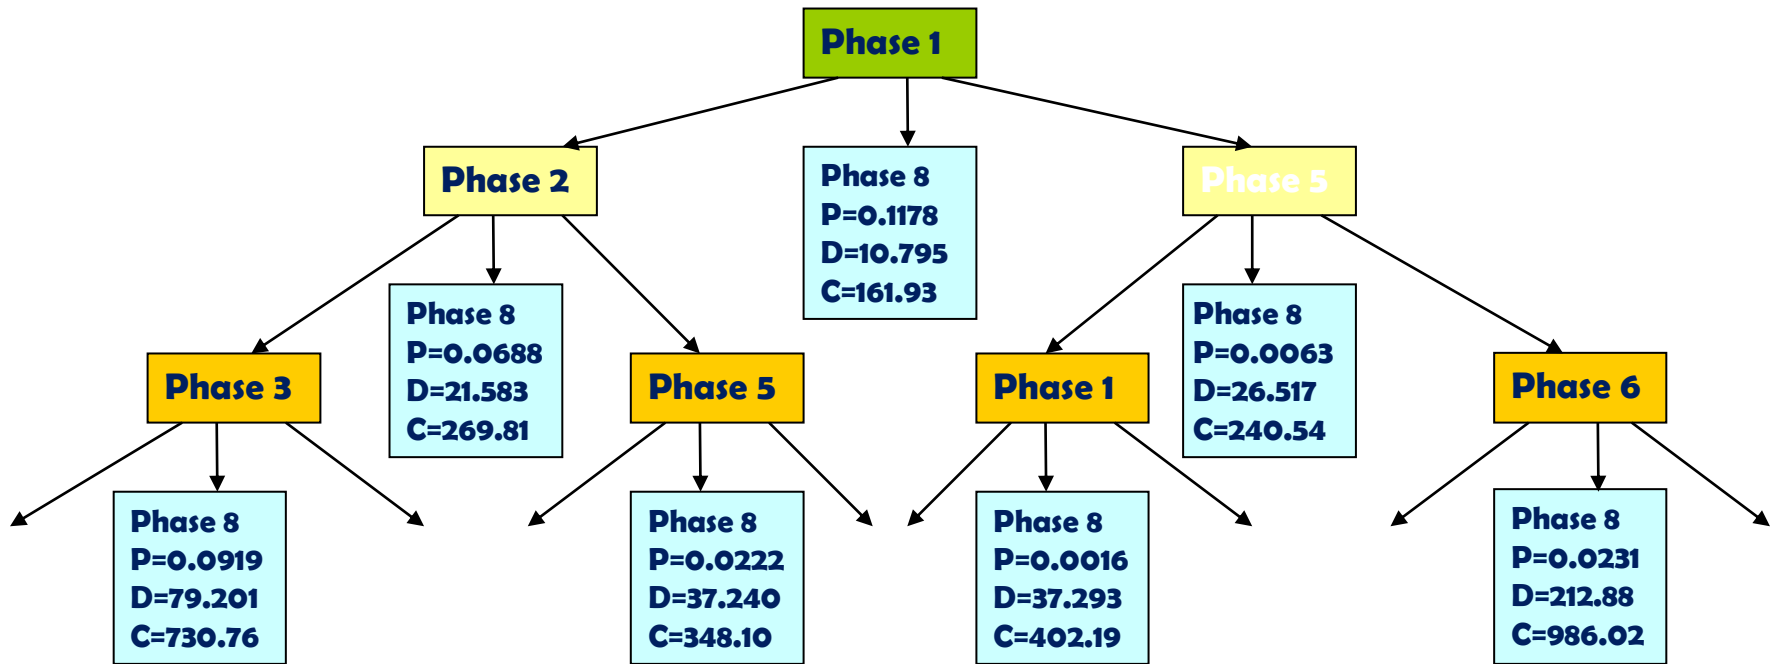 Phase 1
Phase 2
Phase 8
P=0.1178
D=10.795
C=161.93
Phase 5
Phase 3
Phase 8
P=0.0688
D=21.583
C=269.81
Phase 5
Phase 1
Phase 8
P=0.0063
D=26.517
C=240.54
Phase 6
Phase 8
P=0.0919
D=79.201
C=730.76
Phase 8
P=0.0222
D=37.240
C=348.10
Phase 8
P=0.0016
D=37.293
C=402.19
Phase 8
P=0.0231
D=212.88
C=986.02